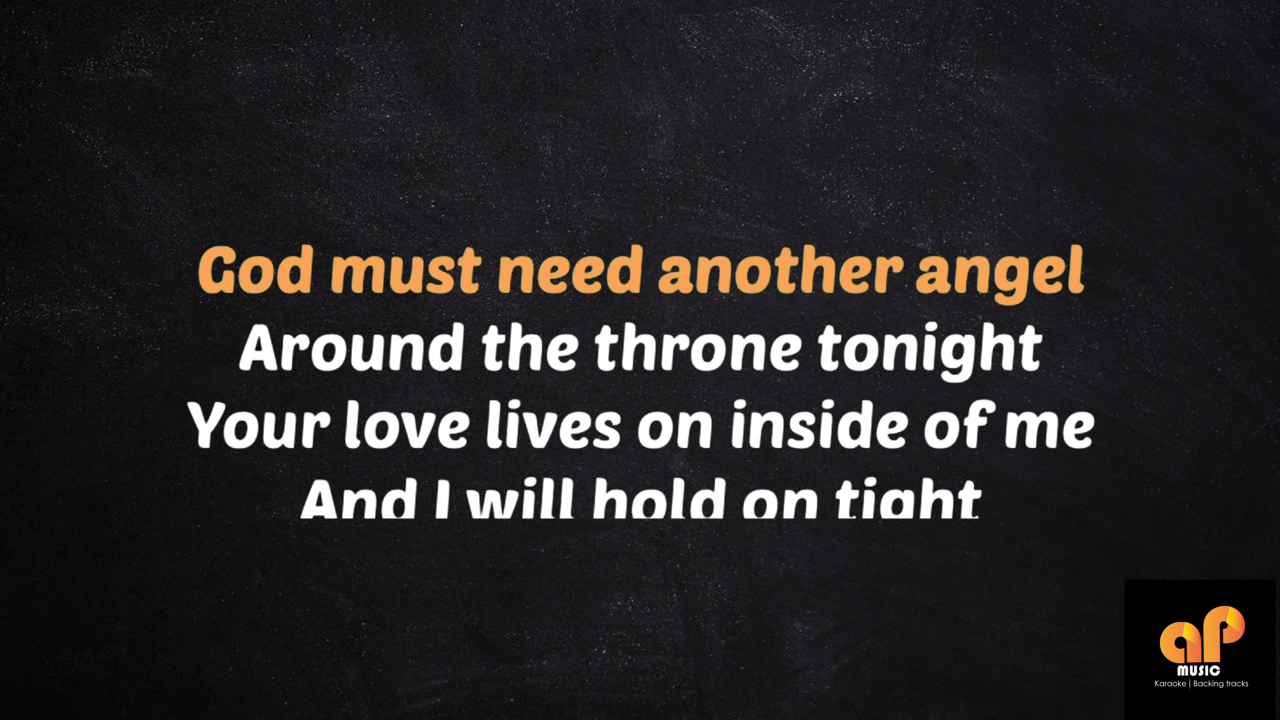 God must need another angel
Around the throne tonight
Your love lives on inside of me
And I will hold on tight
ap
MUSIC
Karaoke | Backing tracks